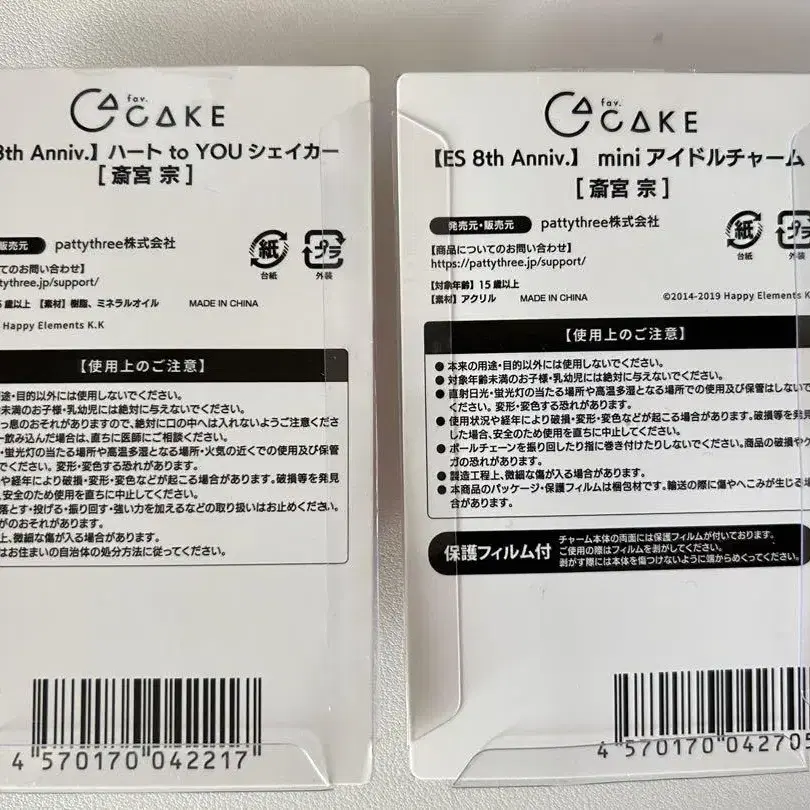 fav.
CAKE
8th Anniv.】ハート to YOU シェイカー
[ 斎宮 宗 ]
販売元 pattythree株式会社
紙
台紙
プラ
外装
てのお問い合わせ】
ythree.jp/support/
歳以上 【素材】樹脂、ミネラルオイル MADE IN CHINA
Happy Elements K.K
【使用上のご注意】
途・目的以外には使用しないでください。
未満のお子様・乳幼児には絶対に与えないでください。
っ息のおそれがありますので、絶対に口の中へは入れないようご注意くださ
一飲み込んだ場合は、直ちに医師にご相談ください。
・蛍光灯の当たる場所や高温多湿となる場所・火気の近くでの使用及び保管
でください。変形・変色する恐れがあります。
や経年により破損・変形・変色などが起こる場合があります。破損等を発見
、安全のため使用を直ちに中止してください。
落とす・投げる・振り回す・強い力を加えるなどの取り扱いはお止めください。
がのおそれがあります。
上、微細な傷が入る場合があります。
はお住まいの自治体の処分方法に従ってください。
4 570170 042217
fav.
CAKE
【ES 8th Anniv.】 mini アイドルチャーム
[ 斎宮 宗 ]
発売元・販売元 pattythree株式会社
紙
台紙
プラ
外装
【商品についてのお問い合わせ】
https://pattythree.jp/support/
【対象年齢】15歳以上
【素材】アクリル MADE IN CHINA ©2014-2019 Happy Elements K.
【使用上のご注意】
● 本来の用途・目的以外には使用しないでください。
● 対象年齢未満のお子様・乳幼児には絶対に与えないでください。
● 直射日光・蛍光灯の当たる場所や高温多湿となる場所での使用及び保管はしないで
ください。変形・変色する恐れがあります。
● 使用状況や経年により破損・変形・変色などが起こる場合があります。破損等を発見
した場合、安全のため使用を直ちに中止してください。
● ボールチェーンを振り回したり指に巻き付けたりしないでください。商品の破損やケ
ガの恐れがあります。
● 製造工程上、微細な傷が入る場合があります。
● 本商品のパッケージ・保護フィルムは梱包材です。輸送の際に傷やへこみが生じる場
合があります。
保護フィルム付
チャーム本体の両面には保護フィルムが付いております。
ご使用の際はフィルムを剥がしてください。
剥がす際には本体を傷つけないように端からめくってください。
4 570170 042705